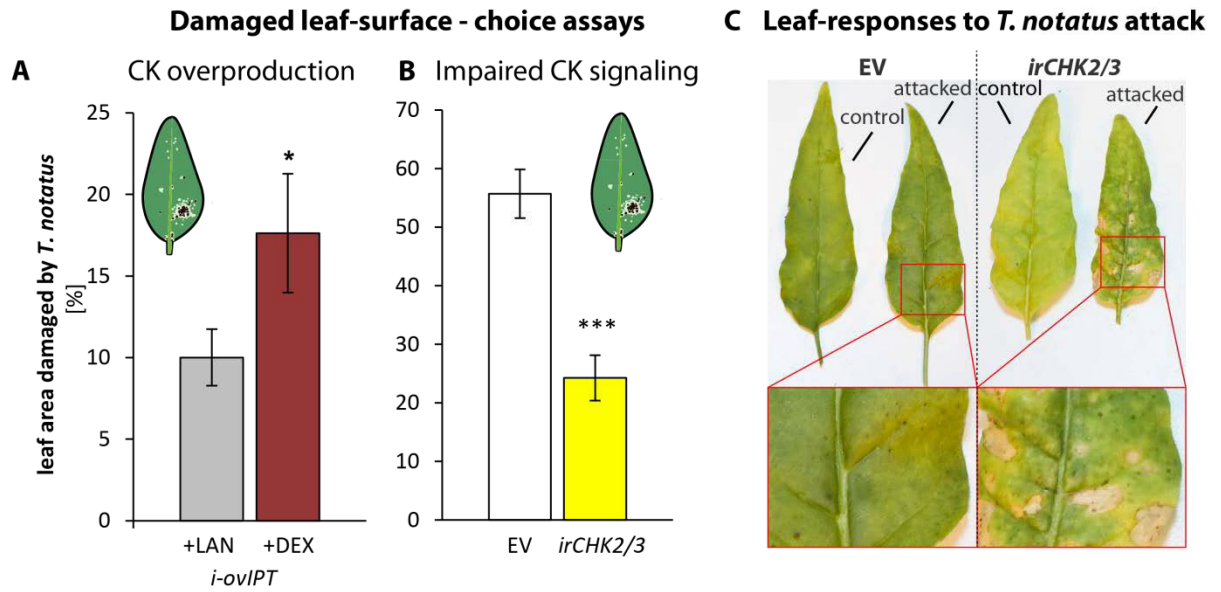 Damaged leaf-surface - choice assays
A CK overproduction
leaf area damaged by T. notatus
[%]
25
20
15
10
5
0
*
+LAN +DEX
i-ovIPT
B Impaired CK signaling
70
60
50
40
30
20
10
0
***
EV irCHK2/3
C Leaf-responses to T. notatus attack
EV irCHK2/3
control attacked control attacked